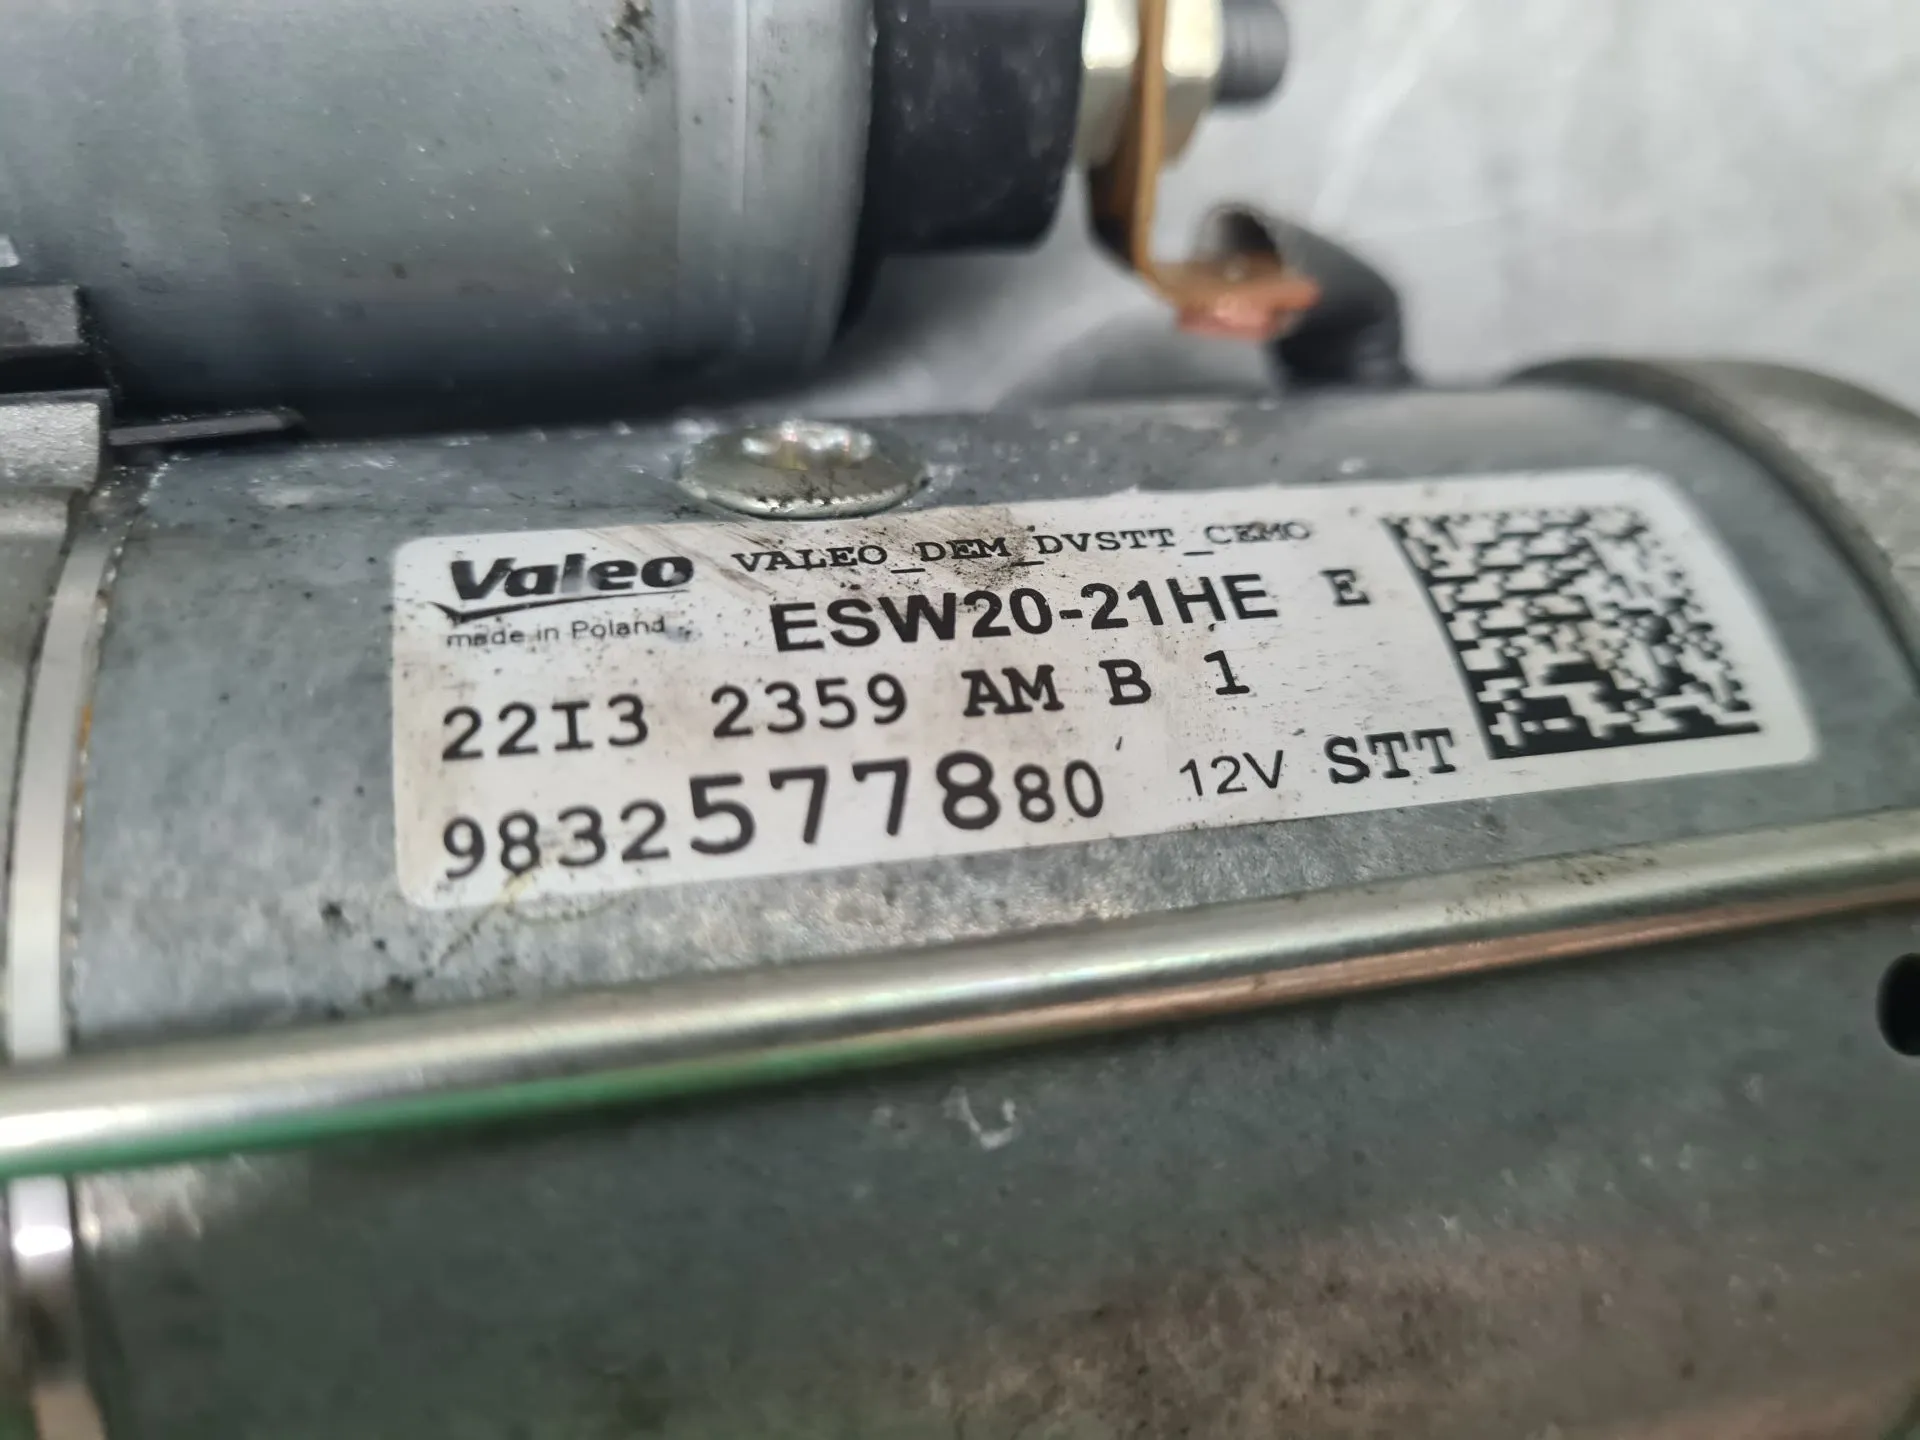 Valeo VALEO_DEM_DVSTT_CEMO
made in Poland ESW20-21HE E
22I3 2359 AM B 1
9832577880 12V STT